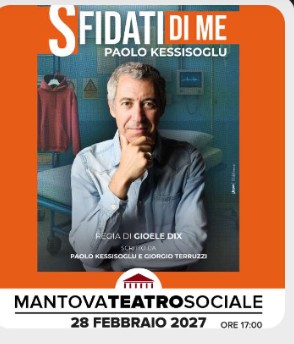 SFIDATI DI ME
PAOLO KESSISOGLU
REGIA DI GIOELE DIX
SCRITTO DA
PAOLO KESSISOGLU E GIORGIO TERRUZZI
MANTOVATEATROSOCIALE
28 FEBBRAIO 2027 ORE 17:00